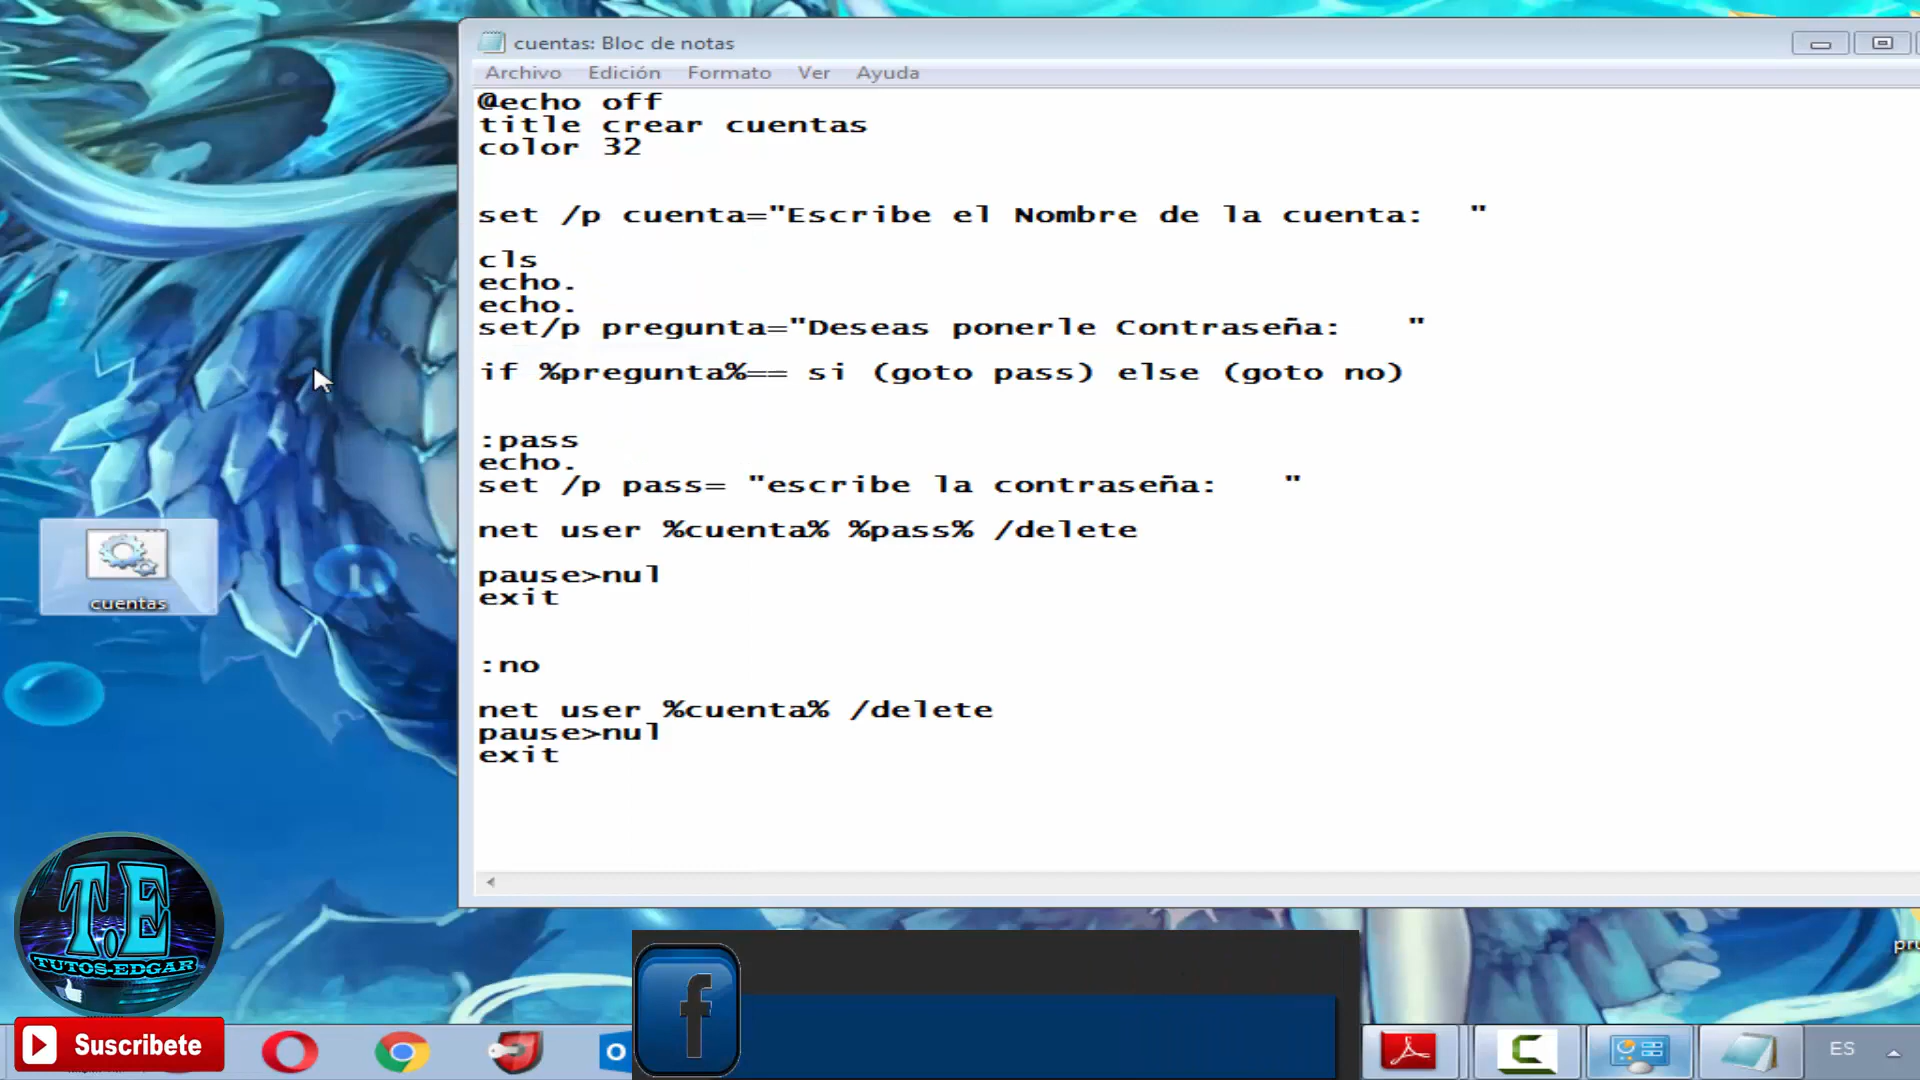 cuentas: Bloc de notas
Archivo Edición Formato Ver Ayuda
@echo off
title crear cuentas
color 32
set /p cuenta="Escribe el Nombre de la cuenta:  "
cls
echo.
echo.
set/p pregunta="Deseas ponerle Contraseña:   "
if %pregunta%== si (goto pass) else (goto no)
:pass
echo.
set /p pass= "escribe la contraseña:   "
net user %cuenta% %pass% /delete
pause>nul
exit
:no
net user %cuenta% /delete
pause>nul
exit
cuentas
T.E
TUTOS-EDGAR
Suscribete
ES